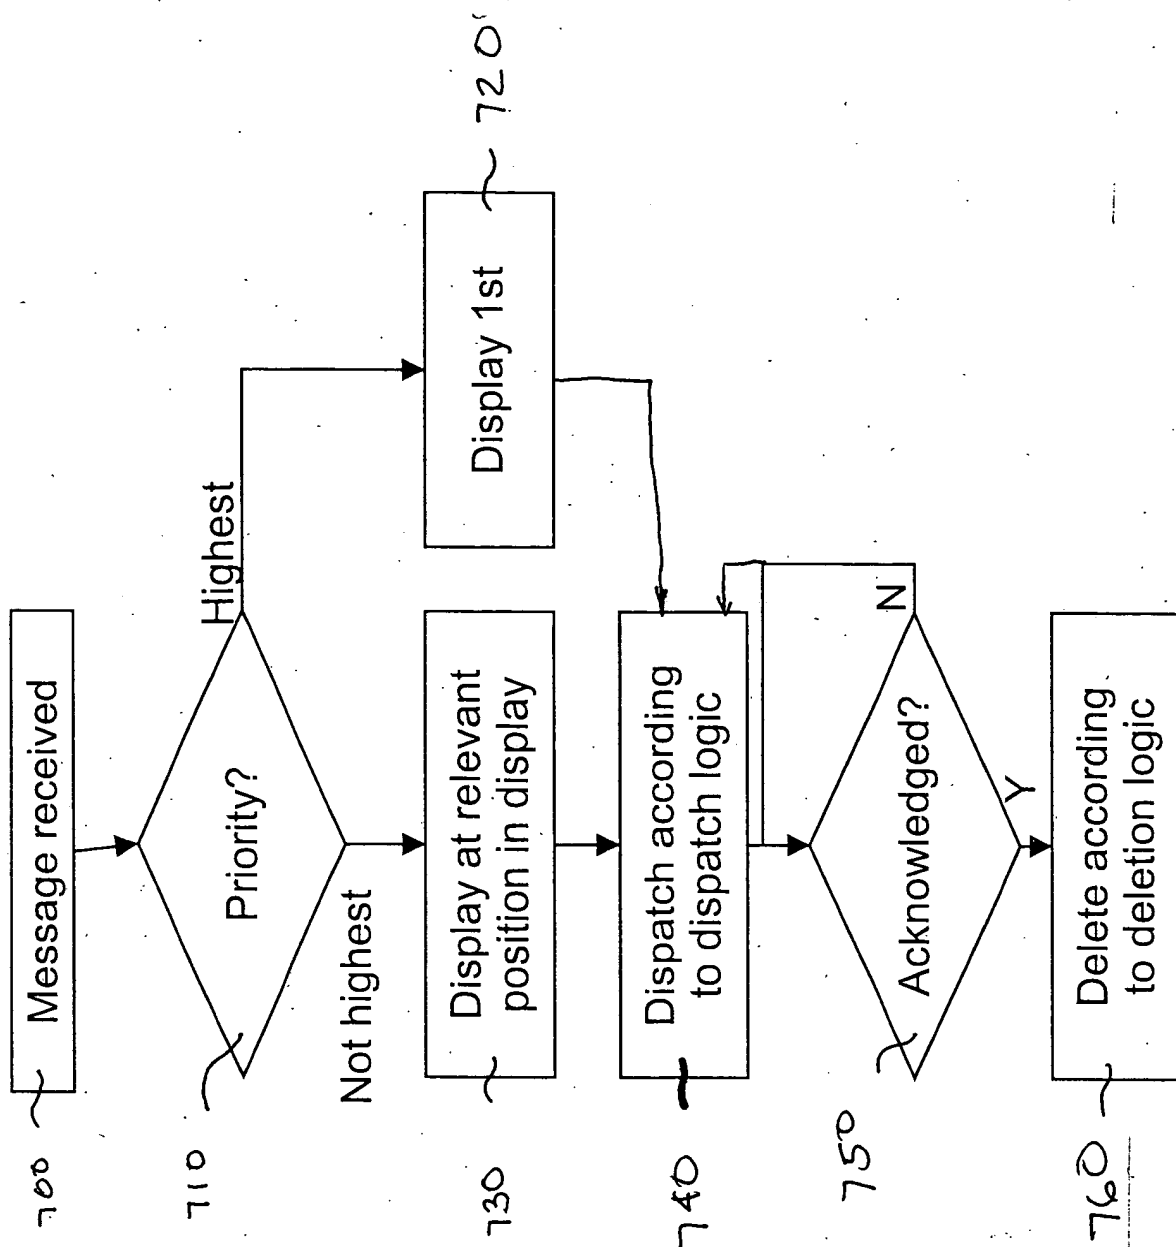 700
Message received
710
Priority?
Highest
Not highest
Display 1st
720
730
Display at relevant
position in display
740
Dispatch according
to dispatch logic
750
Acknowledged?
N
Y
760
Delete according
to deletion logic